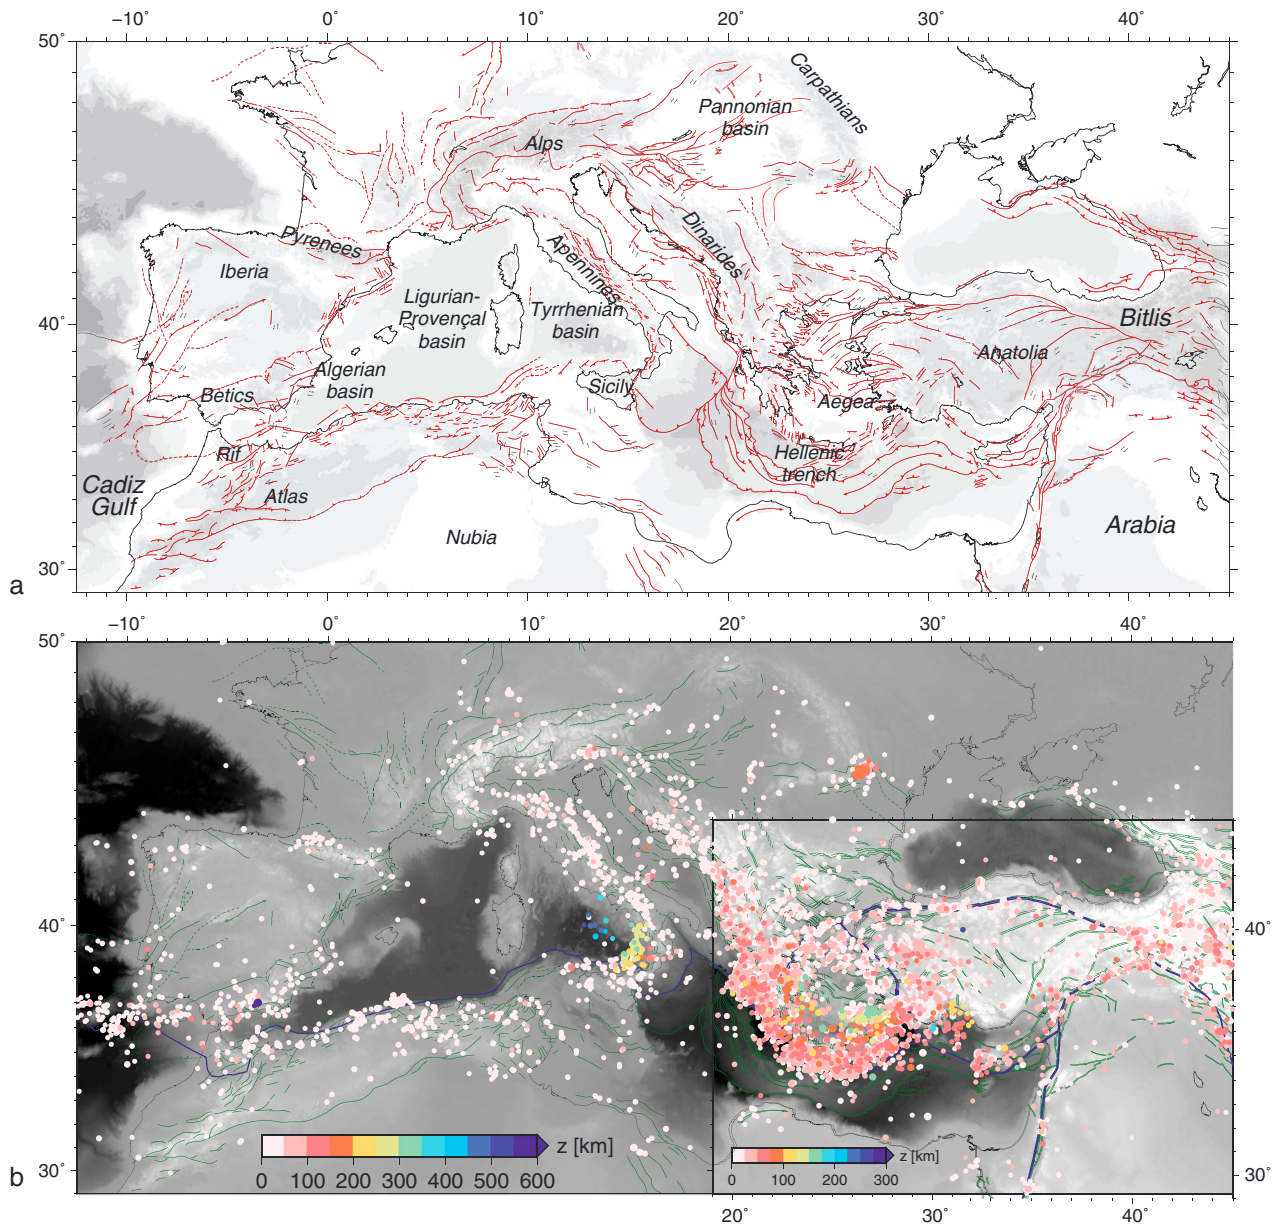 −10° 0° 10° 20° 30° 40°
50°
Carpathians
Pannonian
basin
Alps
Dinarides
Pyrenees
Apennines
Iberia
Ligurian-
Provençal
basin
Tyrrhenian
basin
Bitlis
40°
Anatolia
Algerian
basin
Sicily
Betics
Aegea
Rif
Hellenic
trench
Cadiz
Gulf
Atlas
Arabia
Nubia
30°
a
−10° 0° 10° 20° 30° 40°
50°
40°
40°
z [km]
0 100 200 300 400 500 600
z [km]
0 100 200 300
30°
30°
b
20° 30° 40°